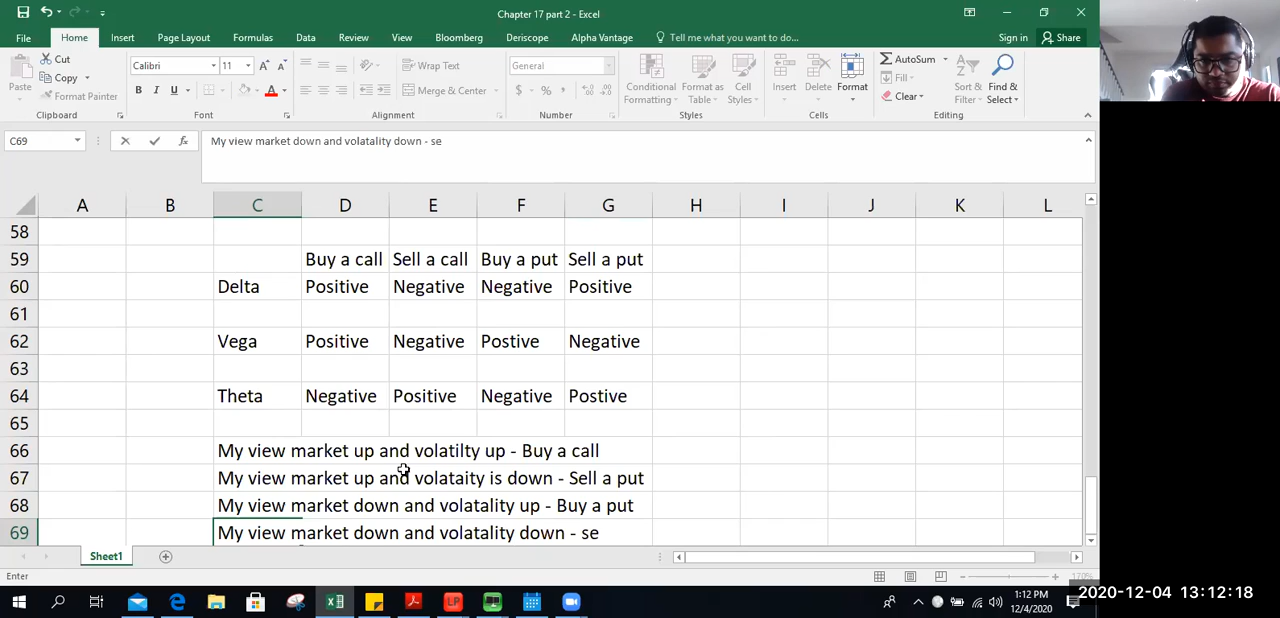 Chapter 17 part 2 - Excel
File Home Insert Page Layout Formulas Data Review View Bloomberg Deriscope Alpha Vantage Tell me what you want to do... Sign in Share
Cut
Copy
Format Painter
Paste
Clipboard
Calibri 11
B I U
Font
Wrap Text
Merge & Center
Alignment
General
$ % ,
Number
Conditional Formatting
Format as Table
Cell Styles
Styles
Insert Delete Format
Cells
AutoSum
Fill
Clear
Sort & Filter
Find & Select
Editing
C69 My view market down and volatality down - se
A B C D E F G H I J K L
58
59 Buy a call Sell a call Buy a put Sell a put
60 Delta Positive Negative Negative Positive
61
62 Vega Positive Negative Postive Negative
63
64 Theta Negative Positive Negative Postive
65
66 My view market up and volatilty up - Buy a call
67 My view market up and volataity is down - Sell a put
68 My view market down and volatality up - Buy a put
69 My view market down and volatality down - se
Sheet1
Enter 170%
1:12 PM
12/4/2020
2020-12-04 13:12:18